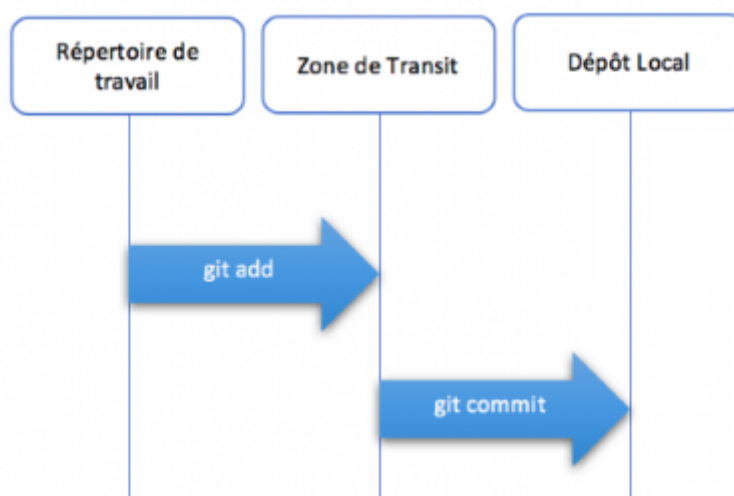 Répertoire de
travail
Zone de Transit
Dépôt Local
git add
git commit